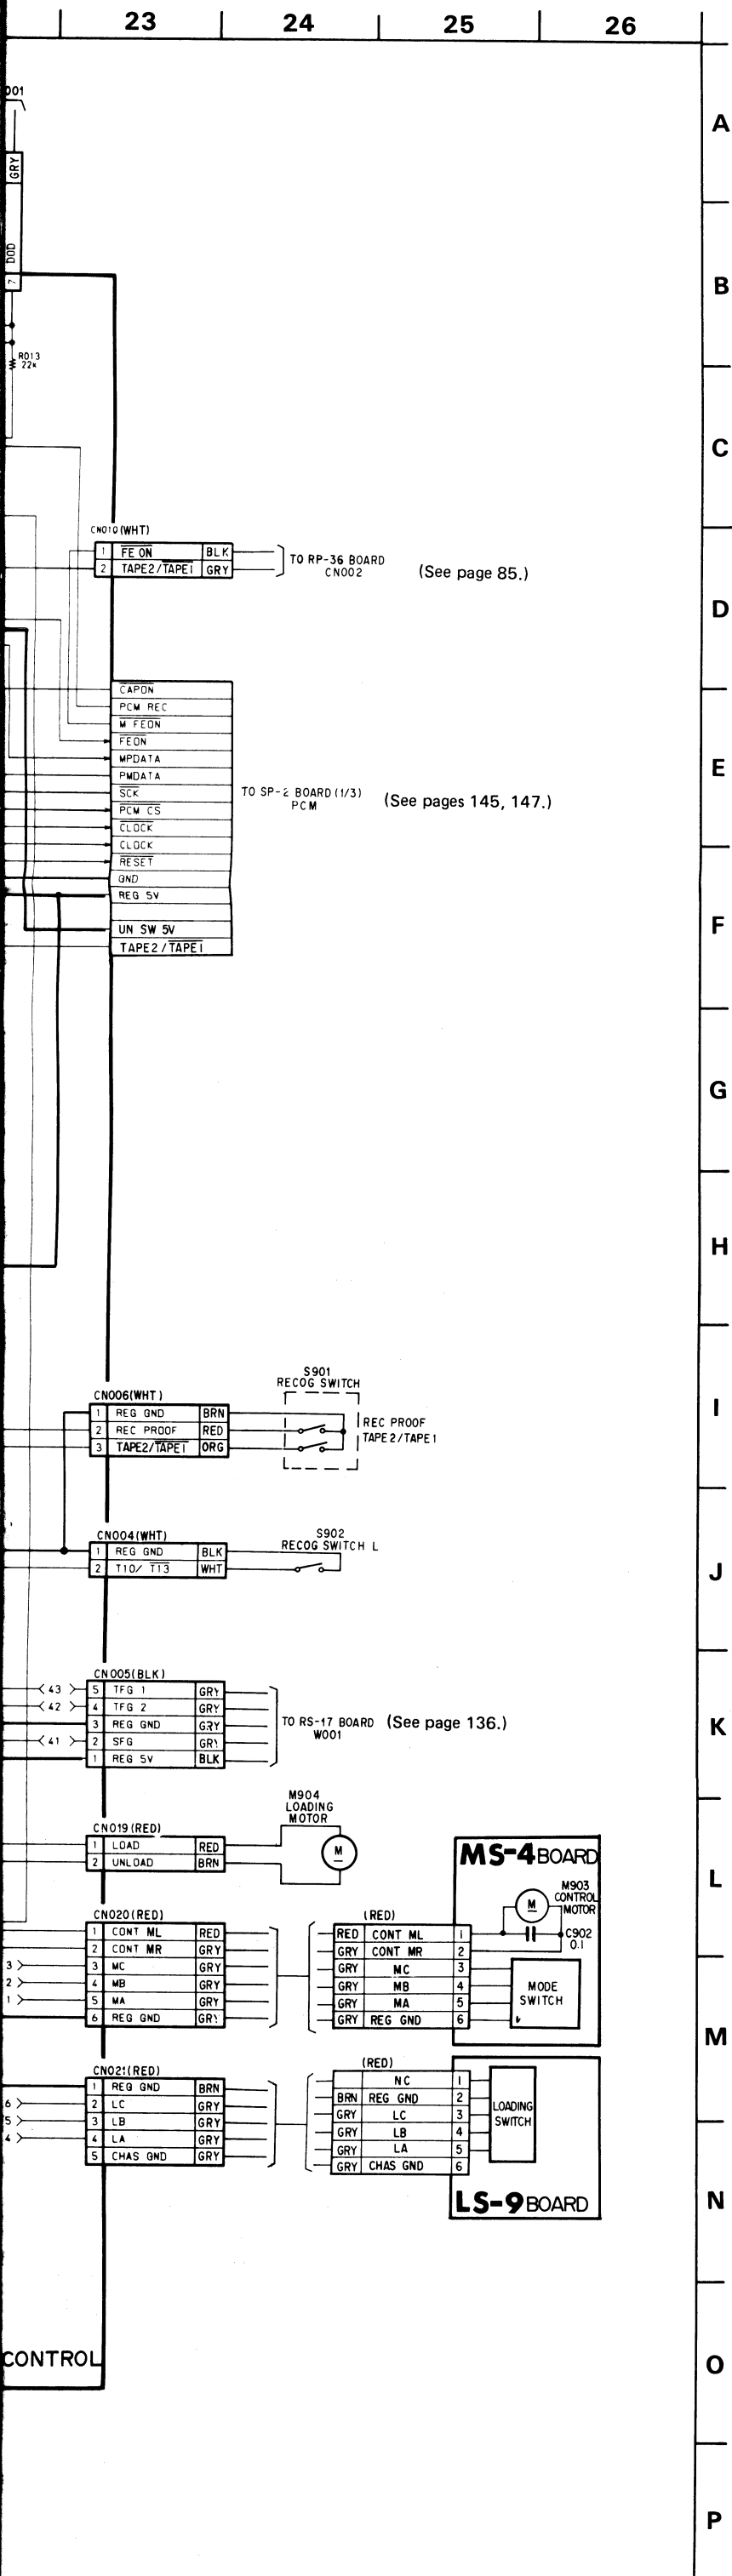 23 24 25 26
A
GRY
7 DOD
B
R013
22K
C
CN010(WHT)
1 FE ON BLK
2 TAPE2/TAPE1 GRY
TO RP-36 BOARD
CN002
(See page 85.)
D
CAPON
PCM REC
M FEON
FEON
MPDATA
PMDATA
SCK
PCM CS
CLOCK
CLOCK
RESET
GND
REG 5V
UN SW 5V
TAPE2/TAPE1
TO SP-2 BOARD (1/3)
PCM
(See pages 145, 147.)
E
F
G
H
S901
RECOG SWITCH
CN006(WHT)
1 REG GND BRN
2 REC PROOF RED
3 TAPE2/TAPE1 ORG
REC PROOF
TAPE2/TAPE1
I
CN004(WHT)
1 REG GND BLK
2 T10/ T13 WHT
S902
RECOG SWITCH L
J
CN005(BLK)
43 5 TFG 1 GRY
42 4 TFG 2 GRY
3 REG GND GRY
41 2 SFG GRY
1 REG 5V BLK
TO RS-17 BOARD
W001
(See page 136.)
K
M904
LOADING
MOTOR
M
CN019(RED)
1 LOAD RED
2 UNLOAD BRN
MS-4 BOARD
L
M903
CONTROL
MOTOR
M
C902
0.1
CN020(RED)
1 CONT ML RED
2 CONT MR GRY
3 3 MC GRY
2 4 MB GRY
1 5 MA GRY
6 REG GND GRY
(RED)
RED CONT ML 1
GRY CONT MR 2
GRY MC 3
GRY MB 4
GRY MA 5
GRY REG GND 6
MODE
SWITCH
M
CN021(RED)
1 REG GND BRN
6 2 LC GRY
5 3 LB GRY
4 4 LA GRY
5 CHAS GND GRY
(RED)
NC 1
BRN REG GND 2
GRY LC 3
GRY LB 4
GRY LA 5
GRY CHAS GND 6
LOADING
SWITCH
LS-9 BOARD
N
CONTROL
O
P